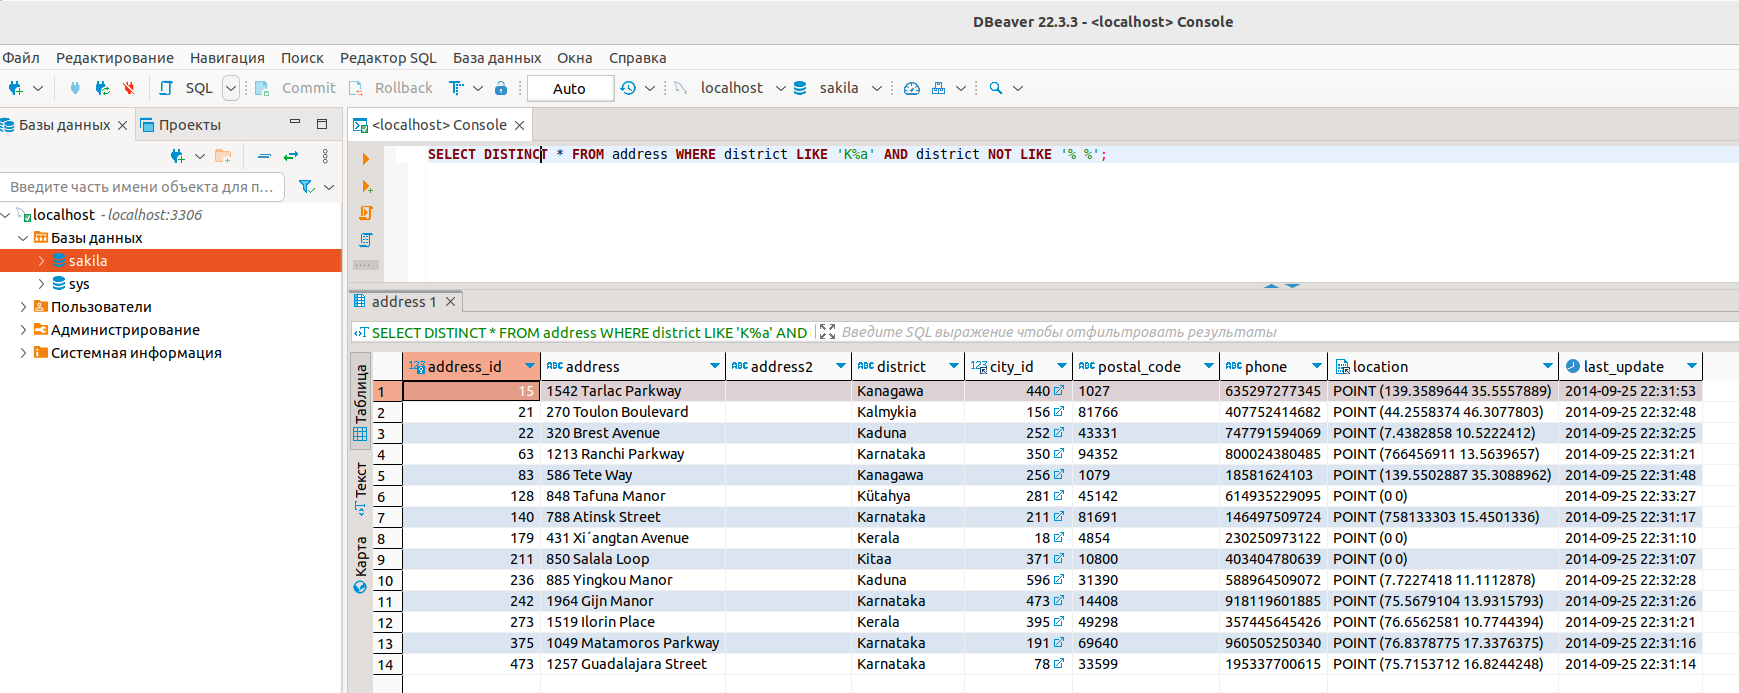 DBeaver 22.3.3 - <localhost> Console
Файл Редактирование Навигация Поиск Редактор SQL База данных Окна Справка
SQL Commit Rollback Auto localhost sakila
Базы данных Проекты
<localhost> Console
SELECT DISTINCT * FROM address WHERE district LIKE 'K%a' AND district NOT LIKE '% %';
Введите часть имени объекта для п...
localhost - localhost:3306
Базы данных
sakila
sys
Пользователи
Администрирование
Системная информация
address 1
SELECT DISTINCT * FROM address WHERE district LIKE 'K%a' AND
Введите SQL выражение чтобы отфильтровать результаты
Таблица
Текст
Карта
address_id address address2 district city_id postal_code phone location last_update
1 15 1542 Tarlac Parkway Kanagawa 440 1027 635297277345 POINT (139.3589644 35.5557889) 2014-09-25 22:31:53
2 21 270 Toulon Boulevard Kalmykia 156 81766 407752414682 POINT (44.2558374 46.3077803) 2014-09-25 22:32:48
3 22 320 Brest Avenue Kaduna 252 43331 747791594069 POINT (7.4382858 10.5222412) 2014-09-25 22:32:25
4 63 1213 Ranchi Parkway Karnataka 350 94352 800024380485 POINT (766456911 13.5639657) 2014-09-25 22:31:21
5 83 586 Tete Way Kanagawa 256 1079 18581624103 POINT (139.5502887 35.3088962) 2014-09-25 22:31:48
6 128 848 Tafuna Manor Kütahya 281 45142 614935229095 POINT (0 0) 2014-09-25 22:33:27
7 140 788 Atinsk Street Karnataka 211 81691 146497509724 POINT (758133303 15.4501336) 2014-09-25 22:31:17
8 179 431 Xi´angtan Avenue Kerala 18 4854 230250973122 POINT (0 0) 2014-09-25 22:31:10
9 211 850 Salala Loop Kitaa 371 10800 403404780639 POINT (0 0) 2014-09-25 22:31:07
10 236 885 Yingkou Manor Kaduna 596 31390 588964509072 POINT (7.7227418 11.1112878) 2014-09-25 22:32:28
11 242 1964 Gijn Manor Karnataka 473 14408 918119601885 POINT (75.5679104 13.9315793) 2014-09-25 22:31:26
12 273 1519 Ilorin Place Kerala 395 49298 357445645426 POINT (76.6562581 10.7744394) 2014-09-25 22:31:21
13 375 1049 Matamoros Parkway Karnataka 191 69640 960505250340 POINT (76.8378775 17.3376375) 2014-09-25 22:31:16
14 473 1257 Guadalajara Street Karnataka 78 33599 195337700615 POINT (75.7153712 16.8244248) 2014-09-25 22:31:14